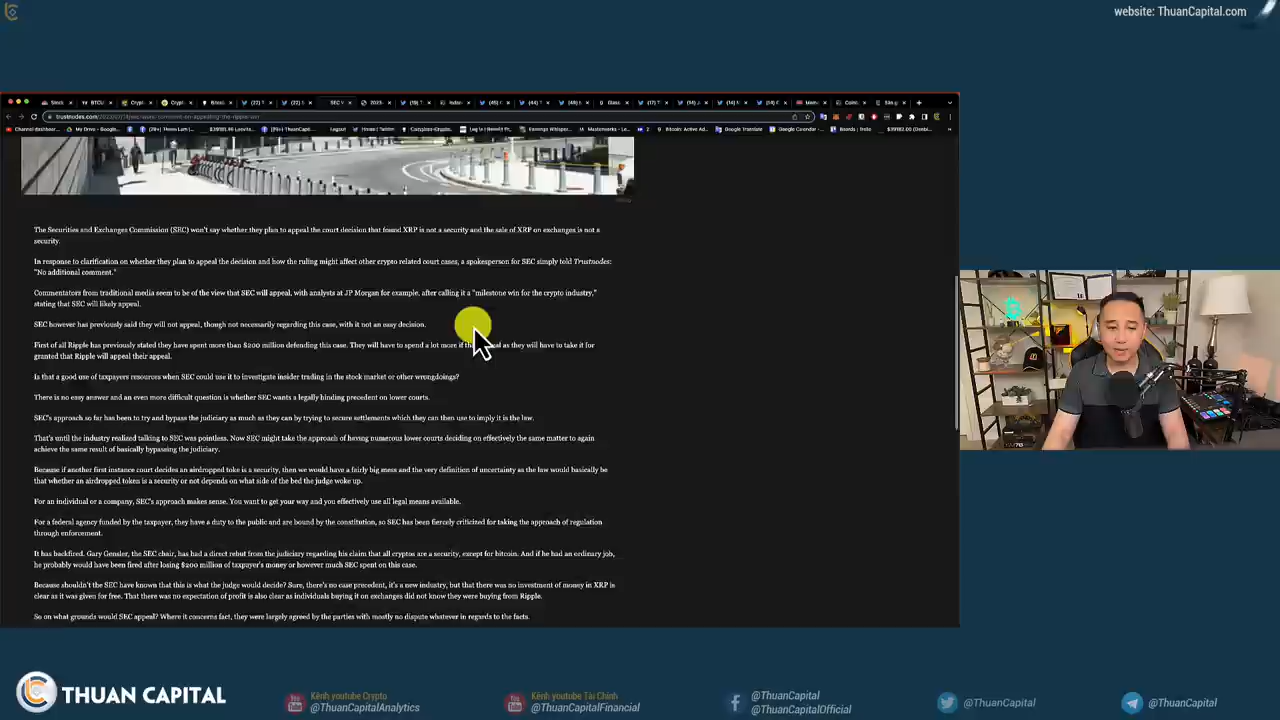 website: ThuanCapital.com
trustnodes.com
The Securities and Exchanges Commission (SEC) won't say whether they plan to appeal the court decision that found XRP is not a security and the sale of XRP on exchanges is not a
security.
In response to clarification on whether they plan to appeal the decision and how the ruling might affect other crypto related court cases, a spokesperson for SEC simply told Trustnodes:
"No additional comment."
Commentators from traditional media seem to be of the view that SEC will appeal, with analysts at JP Morgan for example, after calling it a "milestone win for the crypto industry,"
stating that SEC will likely appeal.
SEC however has previously said they will not appeal, though not necessarily regarding this case, with it not an easy decision.
First of all Ripple has previously stated they have spent more than $200 million defending this case. They will have to spend a lot more if as they will have to take it for
granted that Ripple will appeal their appeal.
Is that a good use of taxpayers resources when SEC could use it to investigate insider trading in the stock market or other wrongdoings?
There is no easy answer and an even more difficult question is whether SEC wants a legally binding precedent on lower courts.
SEC's approach so far has been to try and bypass the judiciary as much as they can by trying to secure settlements which they can then use to imply it is the law.
That's until the industry realized talking to SEC was pointless. Now SEC might take the approach of having numerous lower courts deciding on effectively the same matter to again
achieve the same result of basically bypassing the judiciary.
Because if another first instance court decides an airdropped toke is a security, then we would have a fairly big mess and the very definition of uncertainty as the law would basically be
that whether an airdropped token is a security or not depends on what side of the bed the judge woke up.
For an individual or a company, SEC's approach makes sense. You want to get your way and you effectively use all legal means available.
For a federal agency funded by the taxpayer, they have a duty to the public and are bound by the constitution, so SEC has been fiercely criticized for taking the approach of regulation
through enforcement.
It has backfired. Gary Gensler, the SEC chair, has had a direct rebut from the judiciary regarding his claim that all cryptos are a security, except for bitcoin. And if he had an ordinary job,
he probably would have been fired after losing $200 million of taxpayer's money or however much SEC spent on this case.
Because shouldn't the SEC have known that this is what the judge would decide? Sure, there's no case precedent, it's a new industry, but that there was no investment of money in XRP is
clear as it was given for free. That there was no expectation of profit is also clear as individuals buying it on exchanges did not know they were buying from Ripple.
So on what grounds would SEC appeal? Where it concerns fact, they were largely agreed by the parties with mostly no dispute whatever in regards to the facts.
THUAN CAPITAL
Kênh youtube Crypto
@ThuanCapitalAnalytics
Kênh youtube Tài Chính
@ThuanCapitalFinancial
@ThuanCapital
@ThuanCapitalOfficial
@ThuanCapital
@ThuanCapital